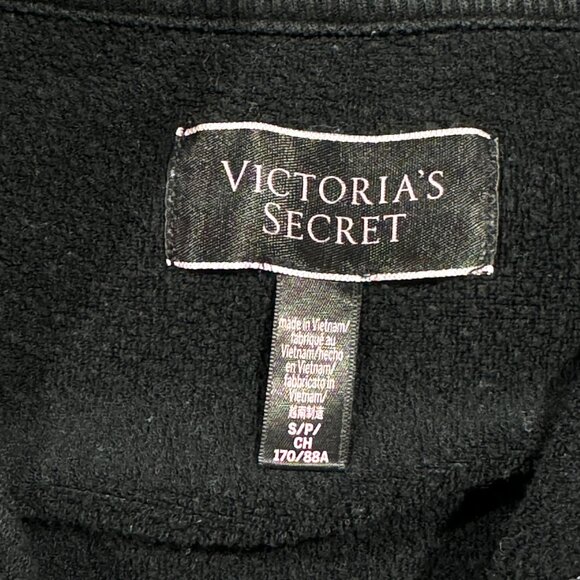 VICTORIA'S
SECRET
made in Vietnam/
fabriqué au
Vietnam/hecho
en Vietnam/
fabbricato in
Vietnam/
越南制造
S/P/
CH
170/88A